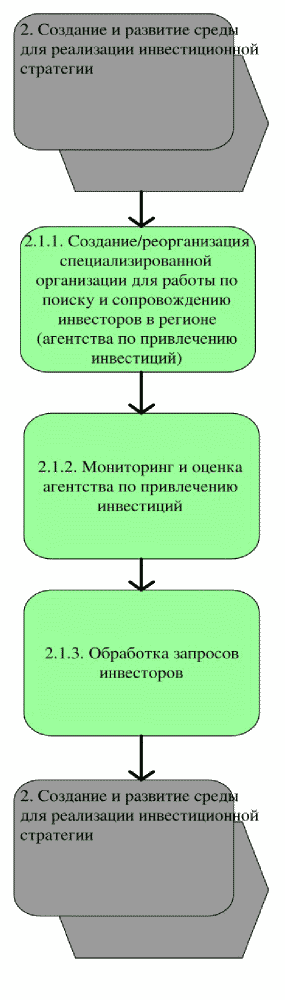 2. Создание и развитие среды
для реализации инвестиционной
стратегии
2.1.1. Создание/реорганизация
специализированной
организации для работы по
поиску и сопровождению
инвесторов в регионе
(агентства по привлечению
инвестиций)
2.1.2. Мониторинг и оценка
агентства по привлечению
инвестиций
2.1.3. Обработка запросов
инвесторов
2. Создание и развитие среды
для реализации инвестиционной
стратегии